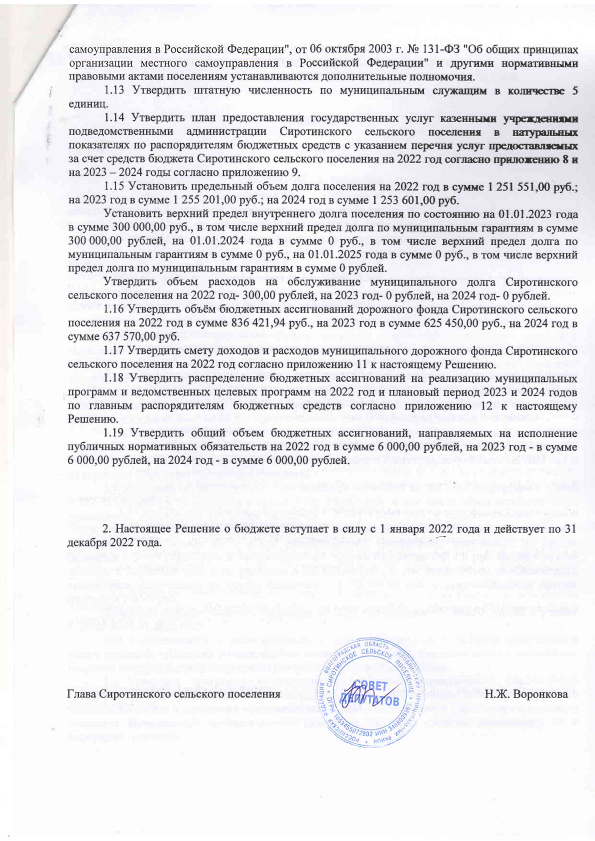 самоуправления в Российской Федерации", от 06 октября 2003 г. № 131-ФЗ "Об общих принципах
организации местного самоуправления в Российской Федерации" и другими нормативными
правовыми актами поселениям устанавливаются дополнительные полномочия.
1.13 Утвердить штатную численность по муниципальным служащим в количестве 5
единиц.
1.14 Утвердить план предоставления государственных услуг казенными учреждениями
подведомственными администрации Сиротинского сельского поселения в натуральных
показателях по распорядителям бюджетных средств с указанием перечня услуг предоставляемых
за счет средств бюджета Сиротинского сельского поселения на 2022 год согласно приложению 8 и
на 2023 – 2024 годы согласно приложению 9.
1.15 Установить предельный объем долга поселения на 2022 год в сумме 1 251 551,00 руб.;
на 2023 год в сумме 1 255 201,00 руб.; на 2024 год в сумме 1 253 601,00 руб.
Установить верхний предел внутреннего долга поселения по состоянию на 01.01.2023 года
в сумме 300 000,00 руб., в том числе верхний предел долга по муниципальным гарантиям в сумме
300 000,00 рублей, на 01.01.2024 года в сумме 0 руб., в том числе верхний предел долга по
муниципальным гарантиям в сумме 0 руб., на 01.01.2025 года в сумме 0 руб., в том числе верхний
предел долга по муниципальным гарантиям в сумме 0 рублей.
Утвердить объем расходов на обслуживание муниципального долга Сиротинского
сельского поселения на 2022 год- 300,00 рублей, на 2023 год- 0 рублей, на 2024 год- 0 рублей.
1.16 Утвердить объём бюджетных ассигнований дорожного фонда Сиротинского сельского
поселения на 2022 год в сумме 836 421,94 руб., на 2023 год в сумме 625 450,00 руб., на 2024 год в
сумме 637 570,00 руб.
1.17 Утвердить смету доходов и расходов муниципального дорожного фонда Сиротинского
сельского поселения на 2022 год согласно приложению 11 к настоящему Решению.
1.18 Утвердить распределение бюджетных ассигнований на реализацию муниципальных
программ и ведомственных целевых программ на 2022 год и плановый период 2023 и 2024 годов
по главным распорядителям бюджетных средств согласно приложению 12 к настоящему
Решению.
1.19 Утвердить общий объем бюджетных ассигнований, направляемых на исполнение
публичных нормативных обязательств на 2022 год в сумме 6 000,00 рублей, на 2023 год - в сумме
6 000,00 рублей, на 2024 год - в сумме 6 000,00 рублей.
2. Настоящее Решение о бюджете вступает в силу с 1 января 2022 года и действует по 31
декабря 2022 года.
Глава Сиротинского сельского поселения Н.Ж. Воронкова
СОВЕТ
ДЕПУТАТОВ
СИРОТИНСКОЕ СЕЛЬСКОЕ ПОСЕЛЕНИЕ
ВОЛГОГРАДСКАЯ ОБЛАСТЬ
РОССИЙСКАЯ ФЕДЕРАЦИЯ